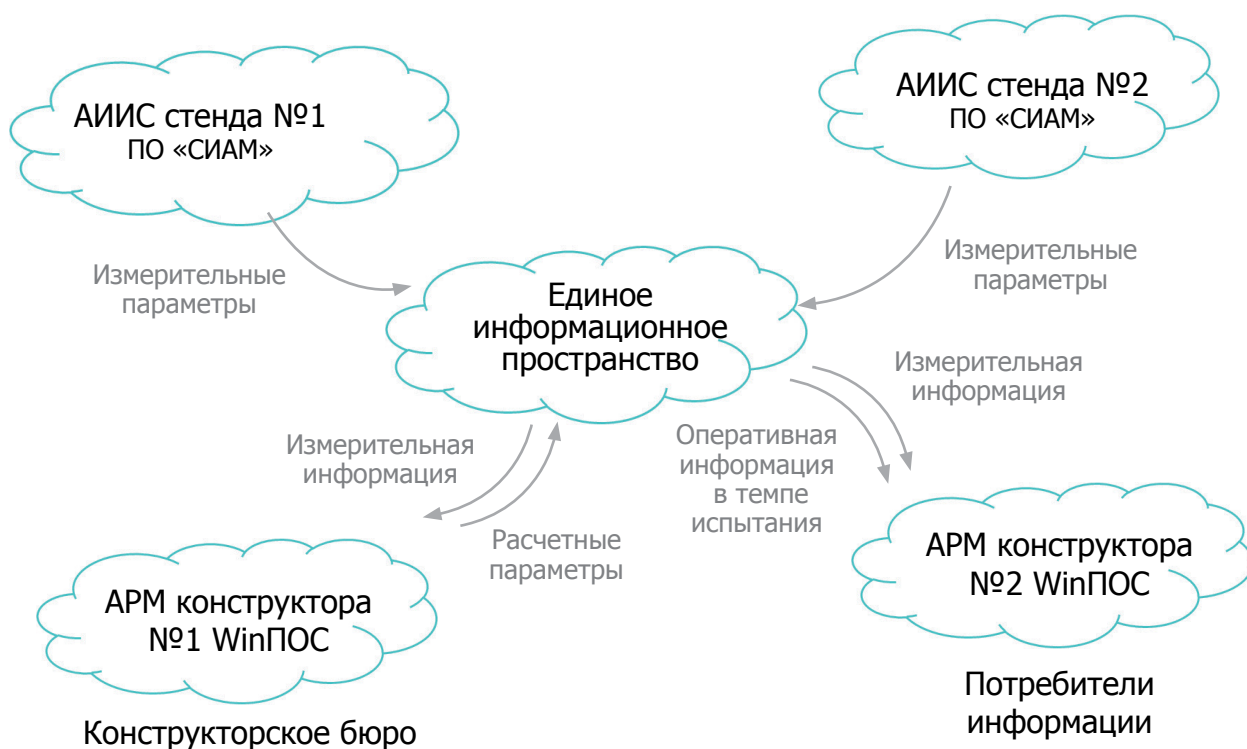 АИИС стенда №1
ПО «СИАМ»
АИИС стенда №2
ПО «СИАМ»
Измерительные
параметры
Измерительные
параметры
Единое
информационное
пространство
Измерительная
информация
Измерительная
информация
Оперативная
информация
в темпе
испытания
Расчетные
параметры
АРМ конструктора
№1 WinПОС
АРМ конструктора
№2 WinПОС
Конструкторское бюро
Потребители
информации